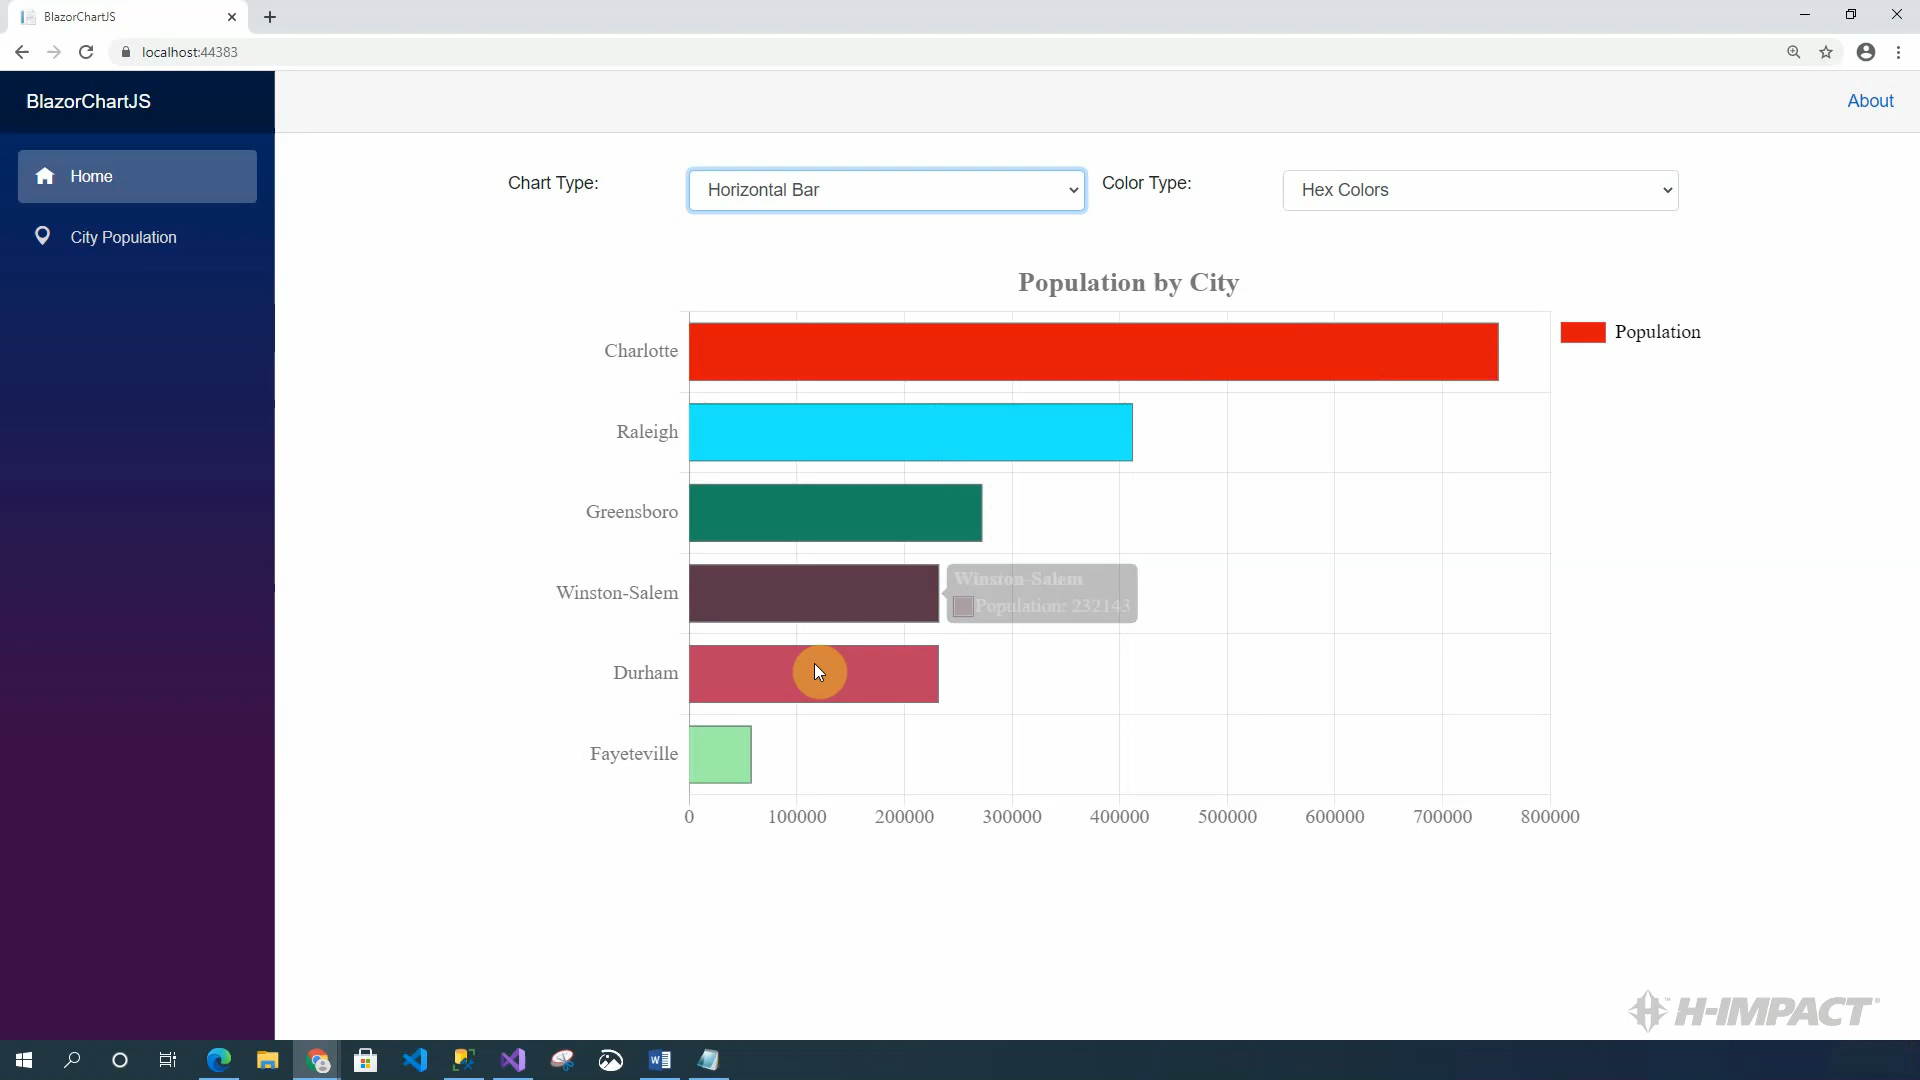 BlazorChartJS
localhost:44383
BlazorChartJS
About
Home
City Population
Chart Type:
Horizontal Bar
Color Type:
Hex Colors
Population by City
Population
Charlotte
Raleigh
Greensboro
Winston-Salem
Winston-Salem
Population: 232143
Durham
Fayeteville
0 100000 200000 300000 400000 500000 600000 700000 800000
H-IMPACT